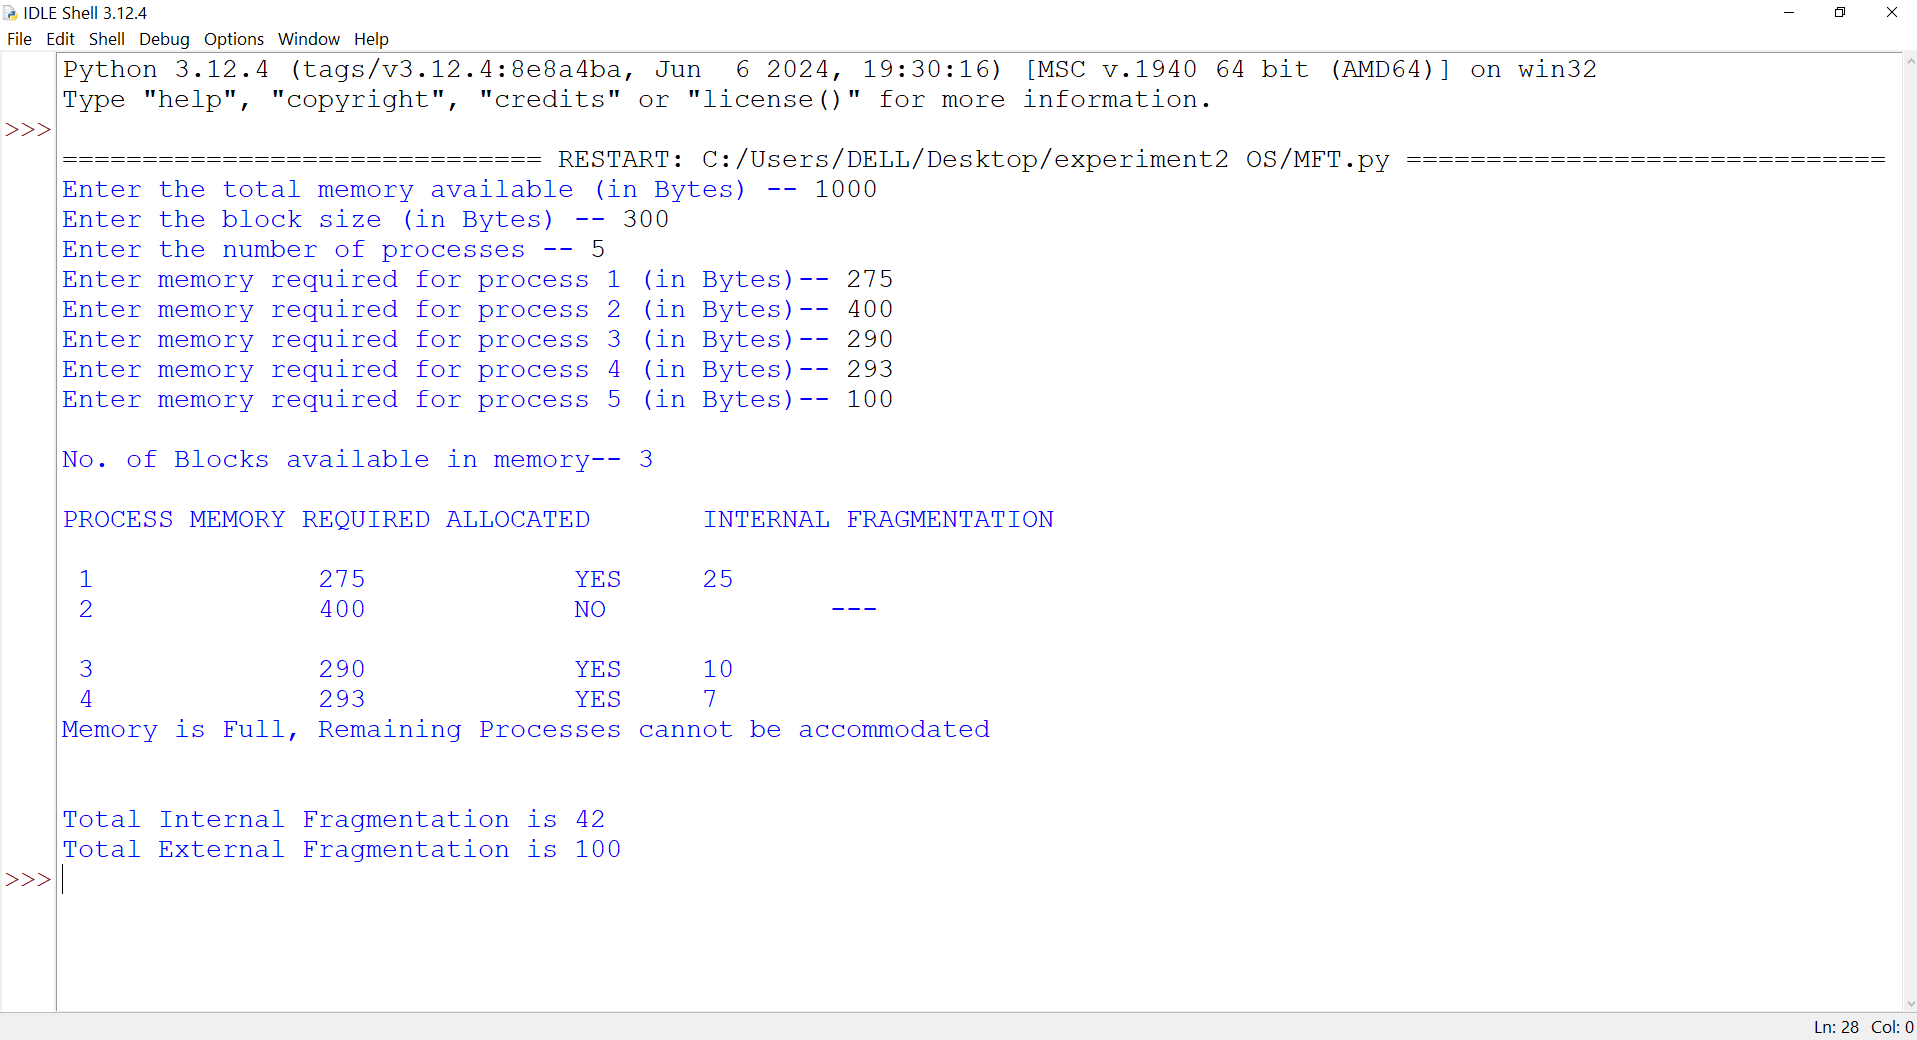 IDLE Shell 3.12.4
File Edit Shell Debug Options Window Help
Python 3.12.4 (tags/v3.12.4:8e8a4ba, Jun  6 2024, 19:30:16) [MSC v.1940 64 bit (AMD64)] on win32
Type "help", "copyright", "credits" or "license()" for more information.
>>>
============================== RESTART: C:/Users/DELL/Desktop/experiment2 OS/MFT.py ==============================
Enter the total memory available (in Bytes) -- 1000
Enter the block size (in Bytes) -- 300
Enter the number of processes -- 5
Enter memory required for process 1 (in Bytes)-- 275
Enter memory required for process 2 (in Bytes)-- 400
Enter memory required for process 3 (in Bytes)-- 290
Enter memory required for process 4 (in Bytes)-- 293
Enter memory required for process 5 (in Bytes)-- 100
No. of Blocks available in memory-- 3
PROCESS MEMORY REQUIRED ALLOCATED       INTERNAL FRAGMENTATION
1               275             YES     25
2               400             NO              ---
3               290             YES     10
4               293             YES     7
Memory is Full, Remaining Processes cannot be accommodated
Total Internal Fragmentation is 42
Total External Fragmentation is 100
>>>
Ln: 28 Col: 0